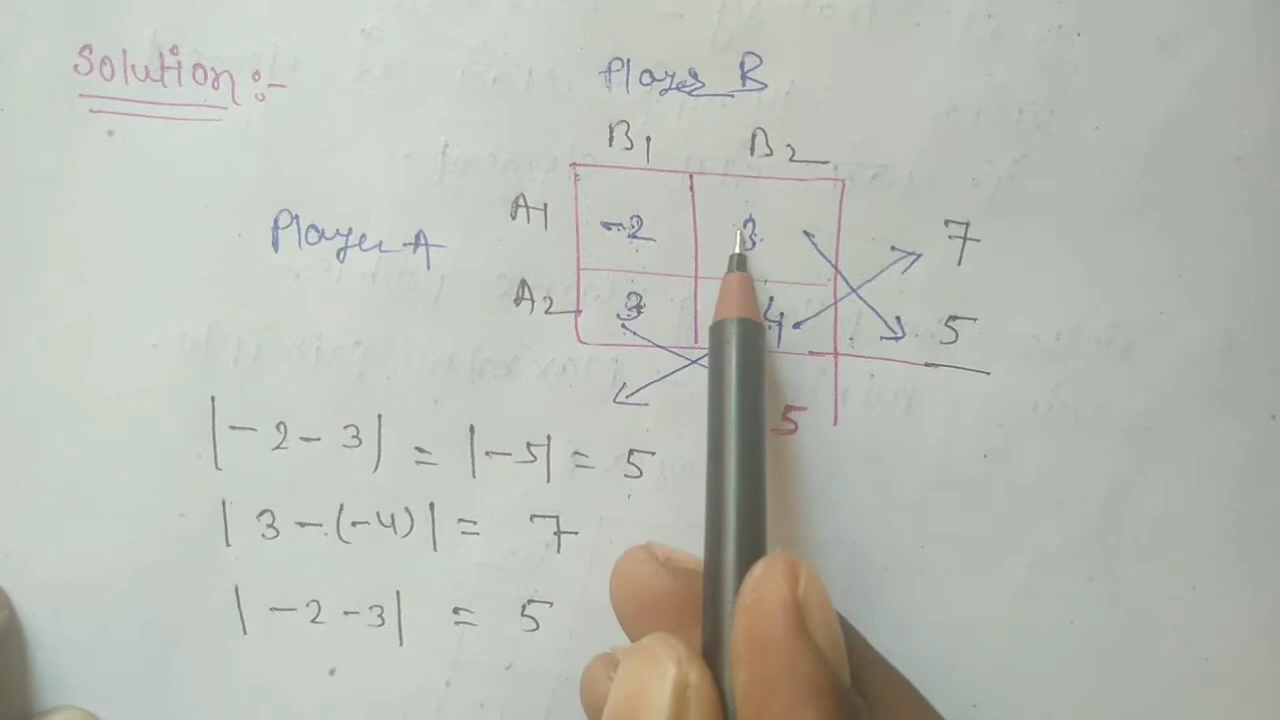 Solution:-
Player B
B1 B2
Player A A1 -2 3 7
A2 3 4 5
5
|-2-3| = |-5| = 5
|3-(-4)| = 7
|-2-3| = 5